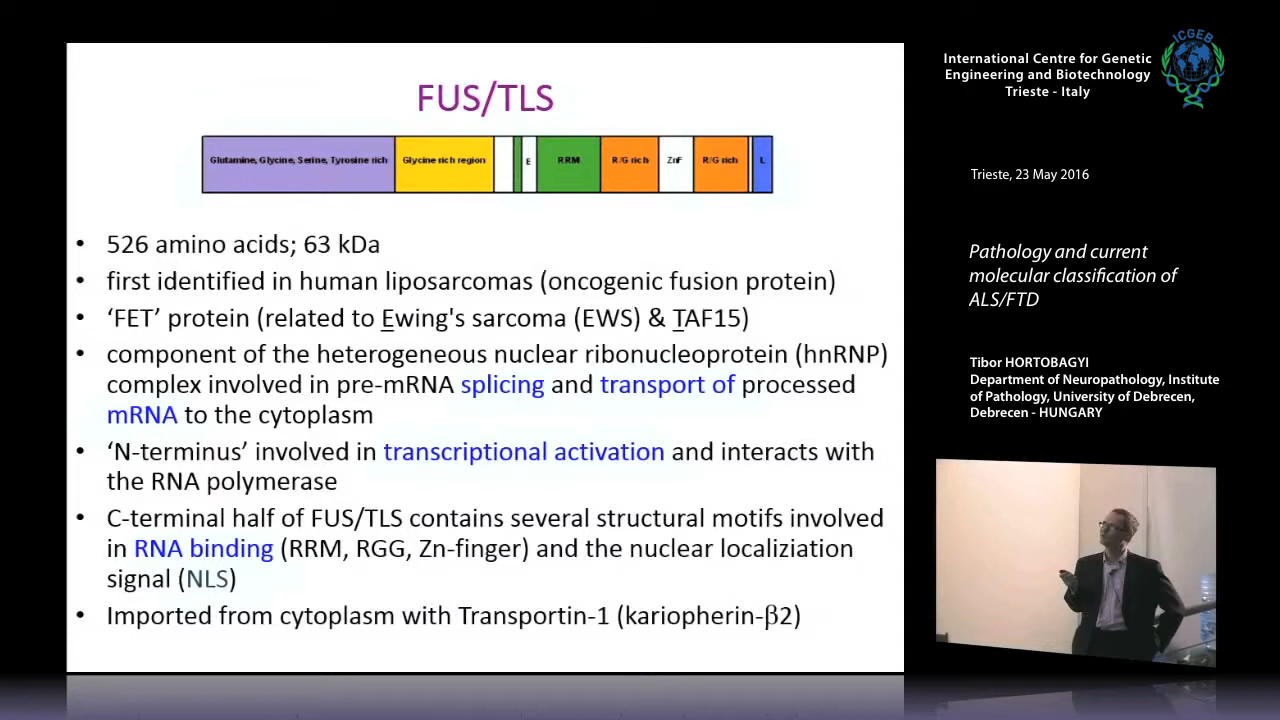 FUS/TLS
Glutamine, Glycine, Serine, Tyrosine rich
Glycine rich region
E
RRM
R/G rich
ZnF
R/G rich
L
• 526 amino acids; 63 kDa
• first identified in human liposarcomas (oncogenic fusion protein)
• ‘FET’ protein (related to Ewing's sarcoma (EWS) & TAF15)
• component of the heterogeneous nuclear ribonucleoprotein (hnRNP)
complex involved in pre-mRNA splicing and transport of processed
mRNA to the cytoplasm
• ‘N-terminus’ involved in transcriptional activation and interacts with
the RNA polymerase
• C-terminal half of FUS/TLS contains several structural motifs involved
in RNA binding (RRM, RGG, Zn-finger) and the nuclear localiziation
signal (NLS)
• Imported from cytoplasm with Transportin-1 (kariopherin-β2)
International Centre for Genetic
Engineering and Biotechnology
Trieste - Italy
ICGEB
Trieste, 23 May 2016
Pathology and current
molecular classification of
ALS/FTD
Tibor HORTOBAGYI
Department of Neuropathology, Institute
of Pathology, University of Debrecen,
Debrecen - HUNGARY